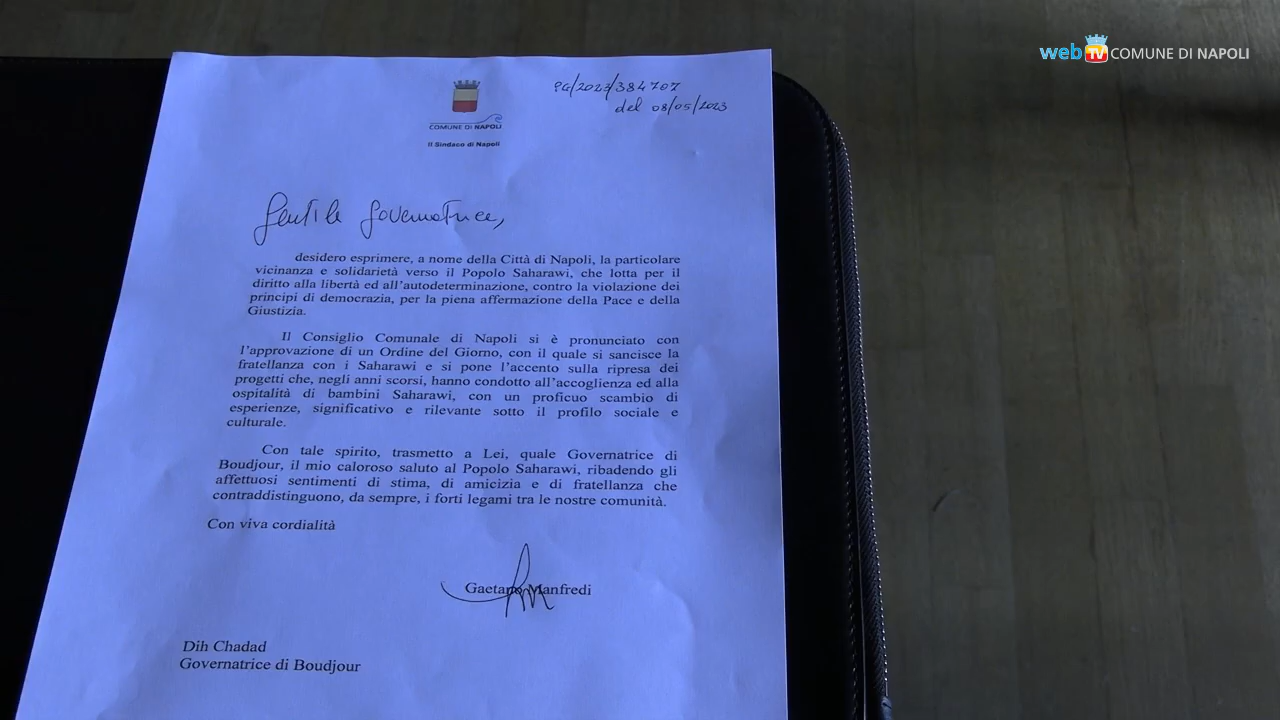 web TV COMUNE DI NAPOLI
PG/2023/384707
del 08/05/2023
COMUNE DI NAPOLI
Il Sindaco di Napoli
Gentile Governatrice,
desidero esprimere, a nome della Città di Napoli, la particolare
vicinanza e solidarietà verso il Popolo Saharawi, che lotta per il
diritto alla libertà ed all'autodeterminazione, contro la violazione dei
principi di democrazia, per la piena affermazione della Pace e della
Giustizia.
Il Consiglio Comunale di Napoli si è pronunciato con
l'approvazione di un Ordine del Giorno, con il quale si sancisce la
fratellanza con i Saharawi e si pone l'accento sulla ripresa dei
progetti che, negli anni scorsi, hanno condotto all'accoglienza ed alla
ospitalità di bambini Saharawi, con un proficuo scambio di
esperienze, significativo e rilevante sotto il profilo sociale e
culturale.
Con tale spirito, trasmetto a Lei, quale Governatrice di
Boudjour, il mio caloroso saluto al Popolo Saharawi, ribadendo gli
affettuosi sentimenti di stima, di amicizia e di fratellanza che
contraddistinguono, da sempre, i forti legami tra le nostre comunità.
Con viva cordialità
Gaetano Manfredi
Dih Chadad
Governatrice di Boudjour